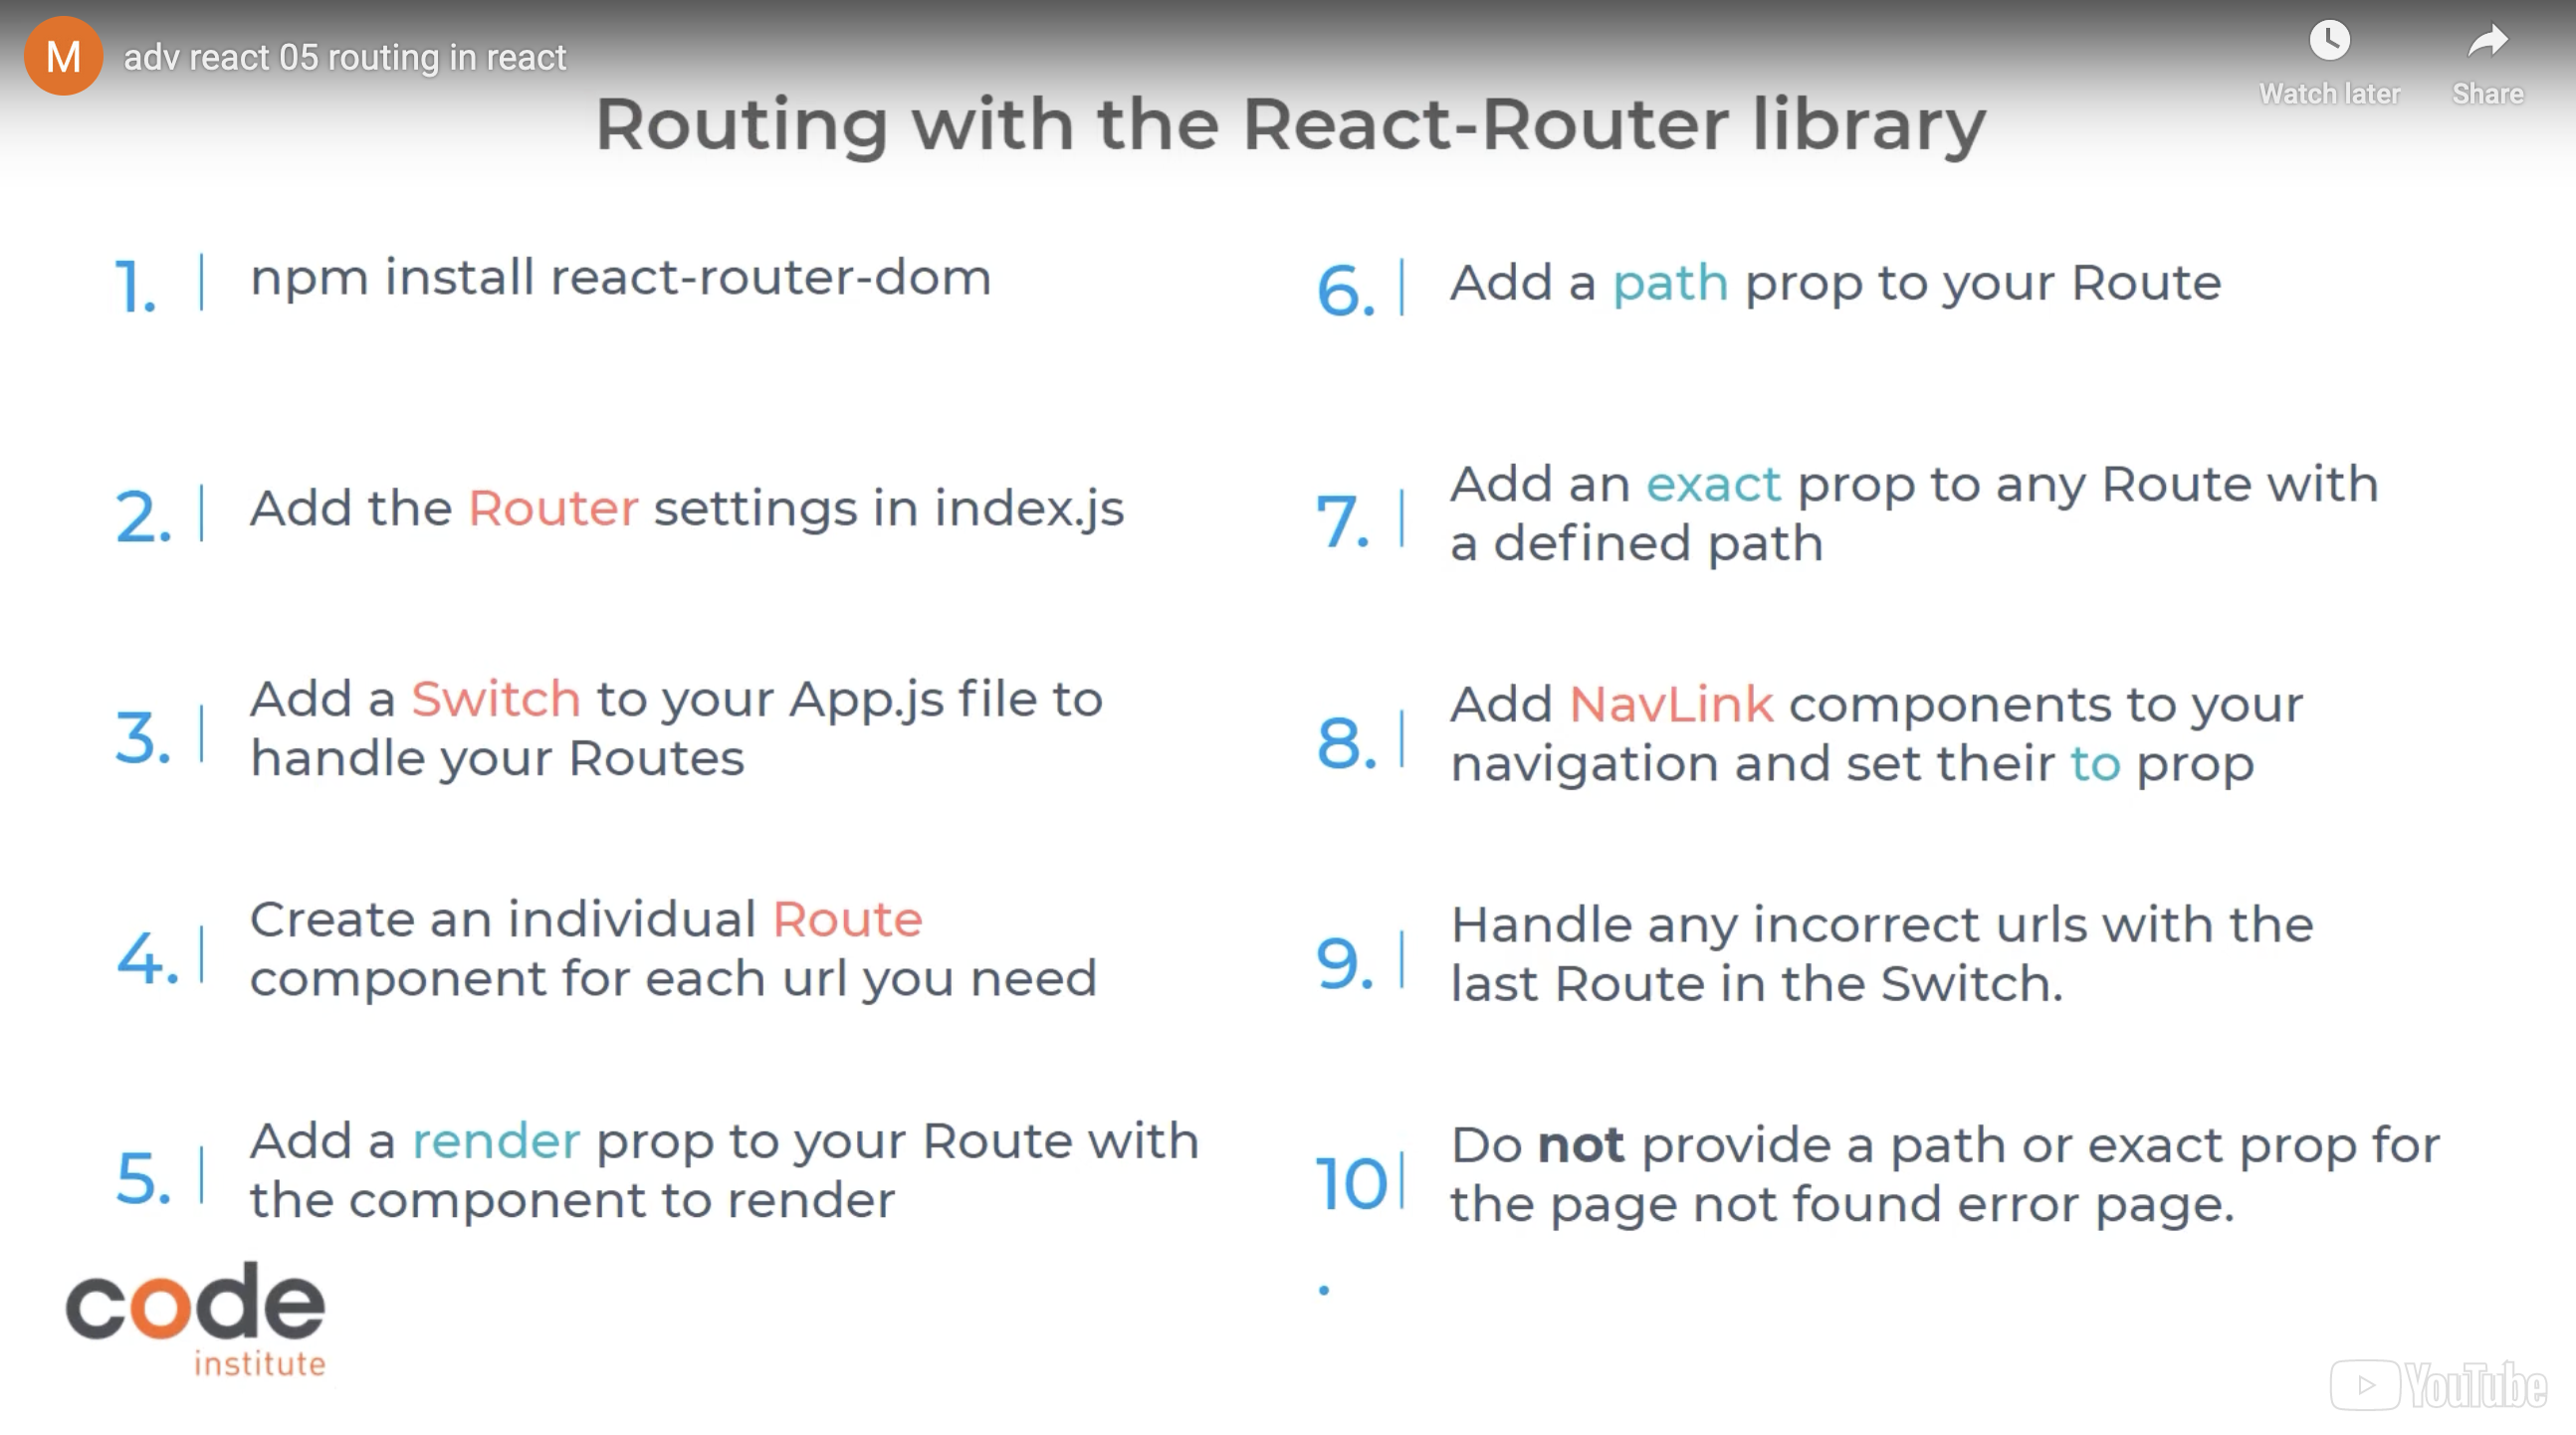 M
adv react 05 routing in react
Watch later
Share
Routing with the React-Router library
1.
npm install react-router-dom
2.
Add the Router settings in index.js
3.
Add a Switch to your App.js file to
handle your Routes
4.
Create an individual Route
component for each url you need
5.
Add a render prop to your Route with
the component to render
6.
Add a path prop to your Route
7.
Add an exact prop to any Route with
a defined path
8.
Add NavLink components to your
navigation and set their to prop
9.
Handle any incorrect urls with the
last Route in the Switch.
10
.
Do not provide a path or exact prop for
the page not found error page.
code
institute
YouTube